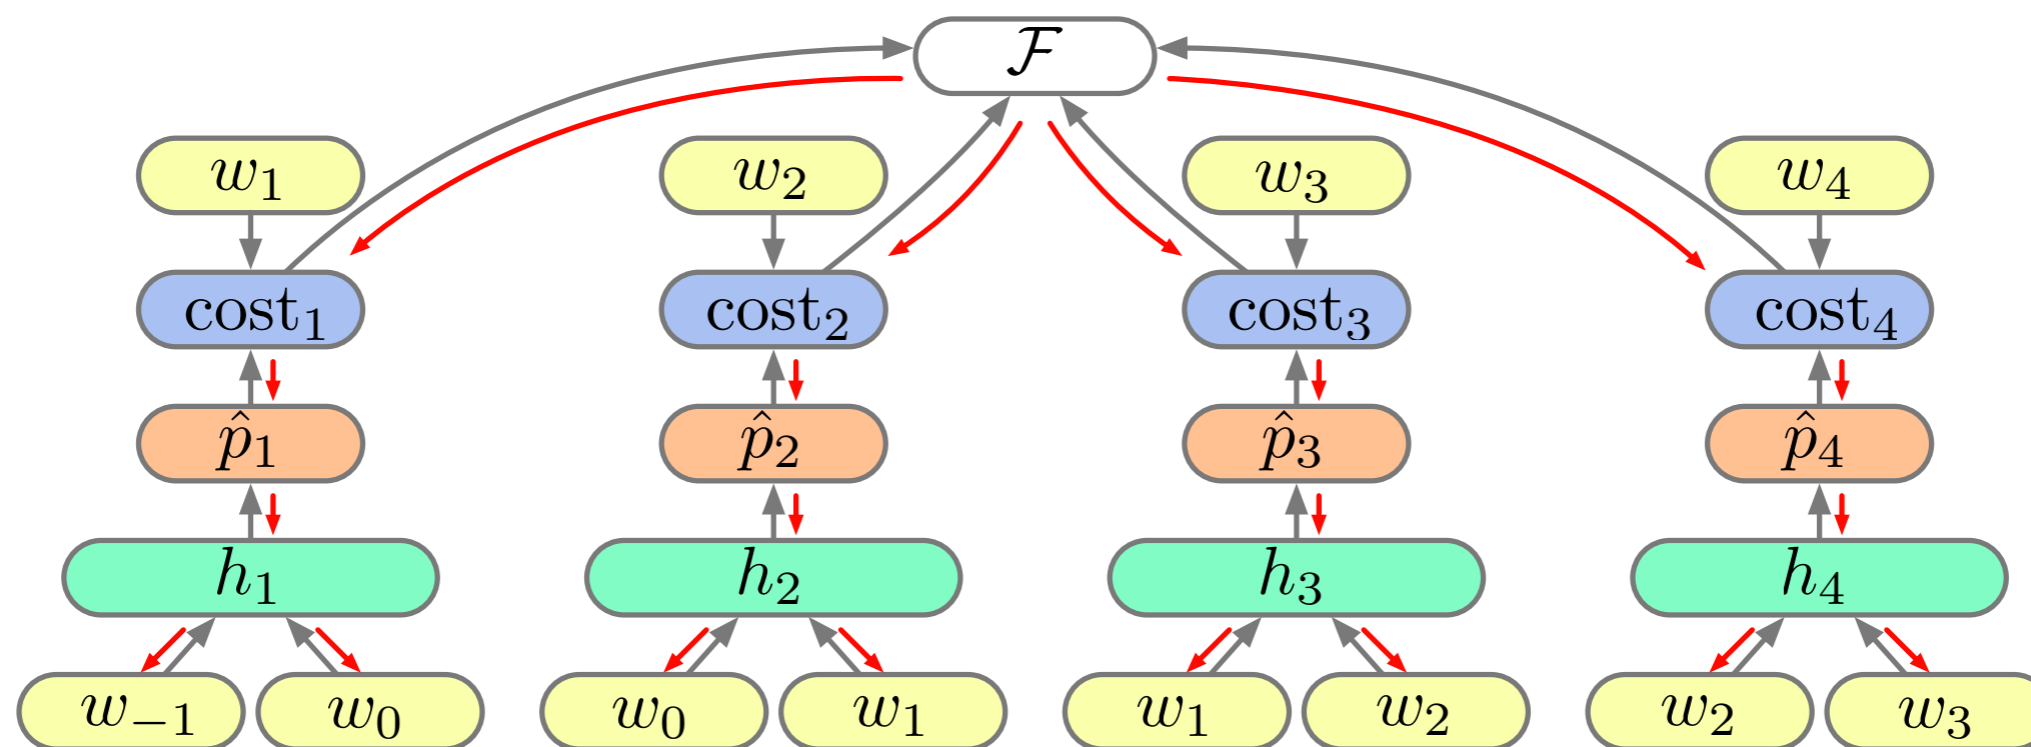 ℱ
w₁ w₂ w₃ w₄
cost₁ cost₂ cost₃ cost₄
p̂₁ p̂₂ p̂₃ p̂₄
h₁ h₂ h₃ h₄
w₋₁ w₀ w₀ w₁ w₁ w₂ w₂ w₃